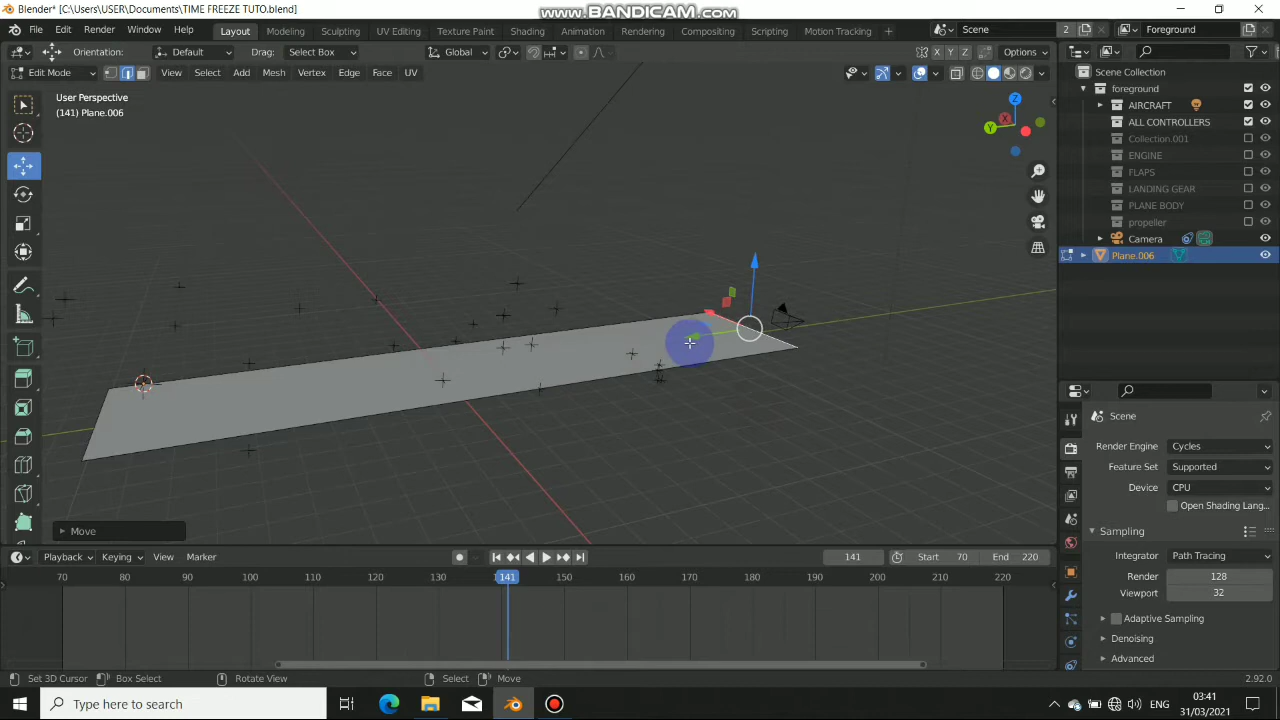 Blender* [C:\Users\USER\Documents\TIME FREEZE TUTO.blend]
www.BANDICAM.com
File Edit Render Window Help
Layout Modeling Sculpting UV Editing Texture Paint Shading Animation Rendering Compositing Scripting Motion Tracking +
Scene 2 Foreground
Orientation: Default Drag: Select Box Global X Y Z Options
Edit Mode View Select Add Mesh Vertex Edge Face UV
User Perspective
(141) Plane.006
Z
X
Y
Scene Collection
foreground
AIRCRAFT
ALL CONTROLLERS
Collection.001
ENGINE
FLAPS
LANDING GEAR
PLANE BODY
propeller
Camera
Plane.006
Scene
Render Engine Cycles
Feature Set Supported
Device CPU
Open Shading Lang...
Sampling
Integrator Path Tracing
Render 128
Viewport 32
Adaptive Sampling
Denoising
Advanced
Move
Playback Keying View Marker 141 Start 70 End 220
70 80 90 100 110 120 130 141 150 160 170 180 190 200 210 220
Set 3D Cursor Box Select Rotate View Select Move 2.92.0
Type here to search
ENG
03:41
31/03/2021